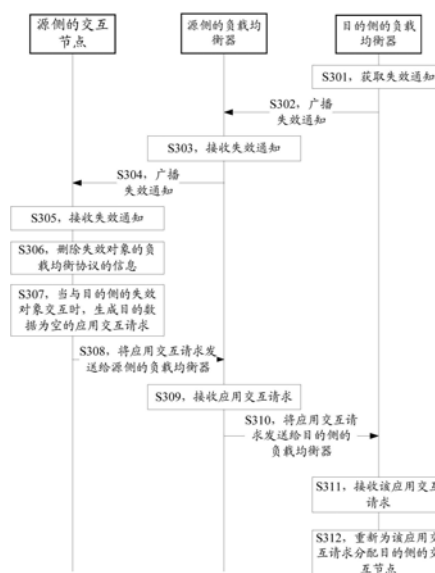 源侧的交互
节点
源侧的负载均
衡器
目的侧的负载
均衡器
S301，获取失效通知
S302，广播
失效通知
S303，接收失效通知
S304，广播
失效通知
S305，接收失效通知
S306，删除失效对象的负
载均衡协议的信息
S307，当与目的侧的失效
对象交互时，生成目的数
据为空的应用交互请求
S308，将应用交互请求发
送给源侧的负载均衡器
S309，接收应用交互请求
S310，将应用交互请
求发送给目的侧的
负载均衡器
S311，接收该应用交互
请求
S312，重新为该应用交
互请求分配目的侧的交
互节点